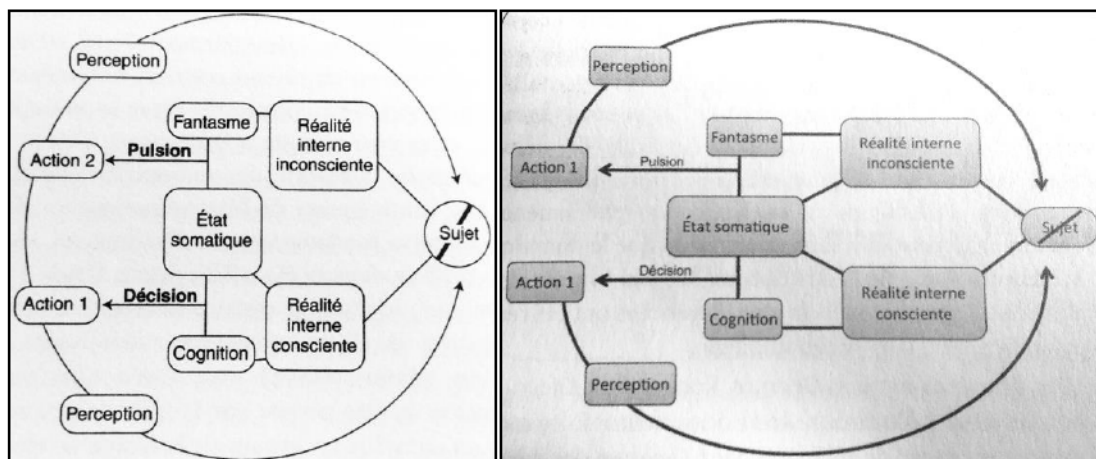 Perception
Fantasme
Réalité
interne
inconsciente
Action 2
Pulsion
État
somatique
Sujet
Action 1
Décision
Réalité
interne
consciente
Cognition
Perception
Perception
Fantasme
Réalité interne
inconsciente
Action 1
Pulsion
État somatique
Sujet
Action 1
Décision
Réalité interne
consciente
Cognition
Perception